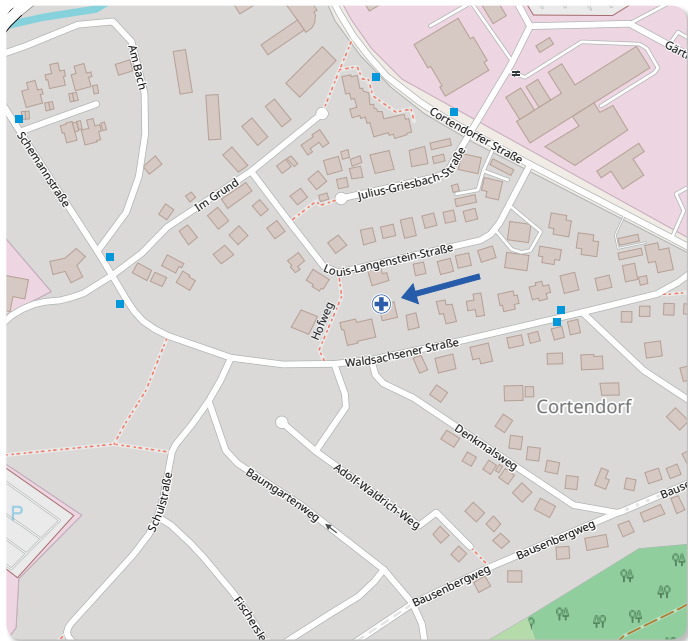 Am Bach
Gärt
Schemannstraße
Cortendorfer Straße
Im Grund
Julius-Griesbach-Straße
Louis-Langenstein-Straße
Hofweg
Waldsachsener Straße
Cortendorf
Denkmalsweg
Adolf-Waldrich-Weg
Baumgartenweg
Schulstraße
P
Bause
Bausenbergweg
Bausenbergweg
Fischersle